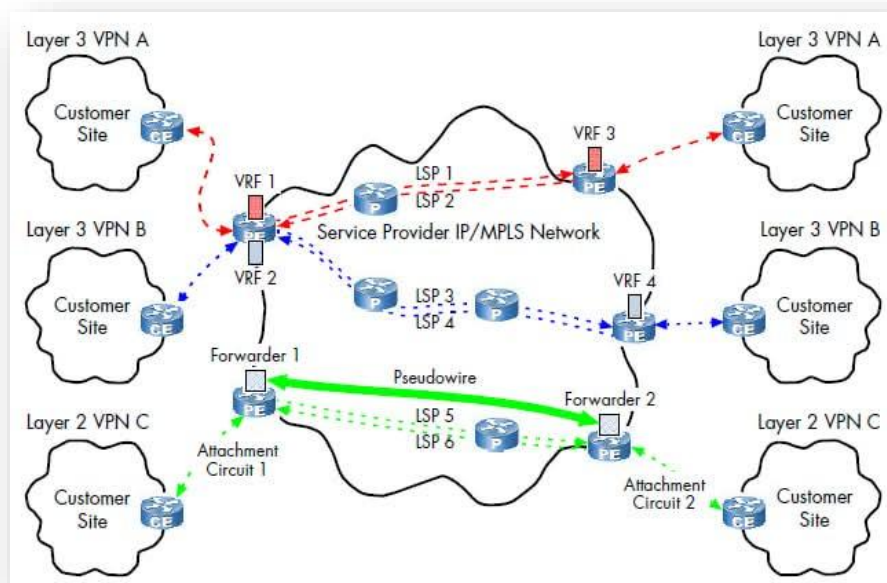 Layer 3 VPN A
Layer 3 VPN A
Customer
Site
CE
VRF 3
Customer
Site
CE
VRF 1
LSP 1
PE
P
LSP 2
Layer 3 VPN B
PE
Service Provider IP/MPLS Network
Layer 3 VPN B
VRF 2
VRF 4
Customer
Site
CE
P
LSP 3
LSP 4
P
PE
Customer
Site
CE
Forwarder 1
Pseudowire
Forwarder 2
Layer 2 VPN C
PE
LSP 5
LSP 6
P
PE
Layer 2 VPN C
Attachment
Circuit 1
Attachment
Circuit 2
Customer
Site
CE
Customer
Site
CE